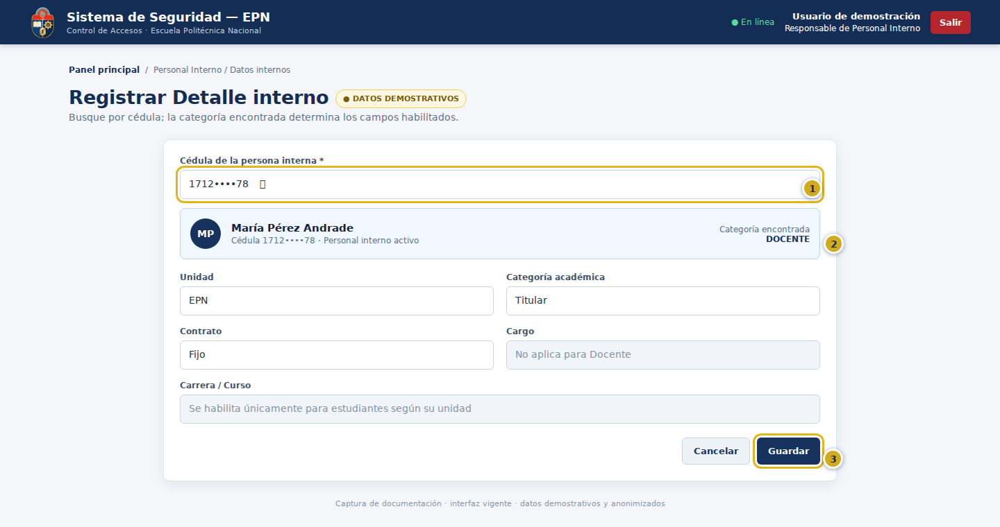 Sistema de Seguridad — EPN
Control de Accesos · Escuela Politécnica Nacional
● En línea
Usuario de demostración
Responsable de Personal Interno
Salir
Panel principal / Personal Interno / Datos internos
Registrar Detalle interno
● DATOS DEMOSTRATIVOS
Busque por cédula; la categoría encontrada determina los campos habilitados.
Cédula de la persona interna *
1712••••78
1
MP
María Pérez Andrade
Cédula 1712••••78 · Personal interno activo
Categoría encontrada
DOCENTE
2
Unidad
Categoría académica
EPN
Titular
Contrato
Cargo
Fijo
No aplica para Docente
Carrera / Curso
Se habilita únicamente para estudiantes según su unidad
Cancelar
Guardar
3
Captura de documentación · interfaz vigente · datos demostrativos y anonimizados